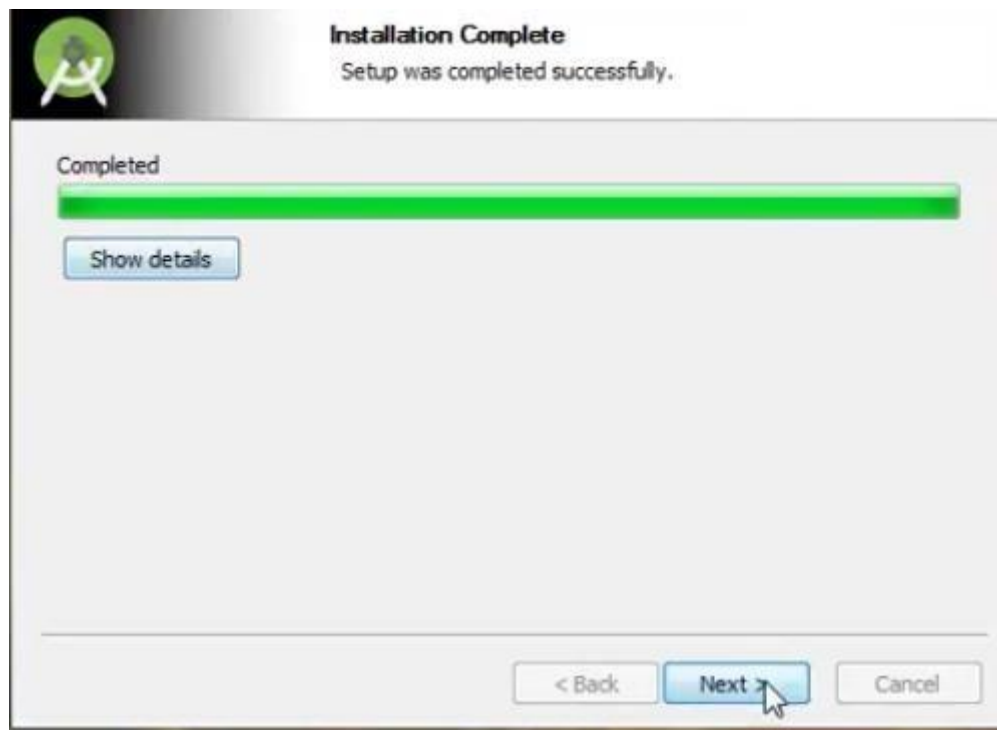 Installation Complete
Setup was completed successfully.
Completed
Show details
< Back
Next >
Cancel